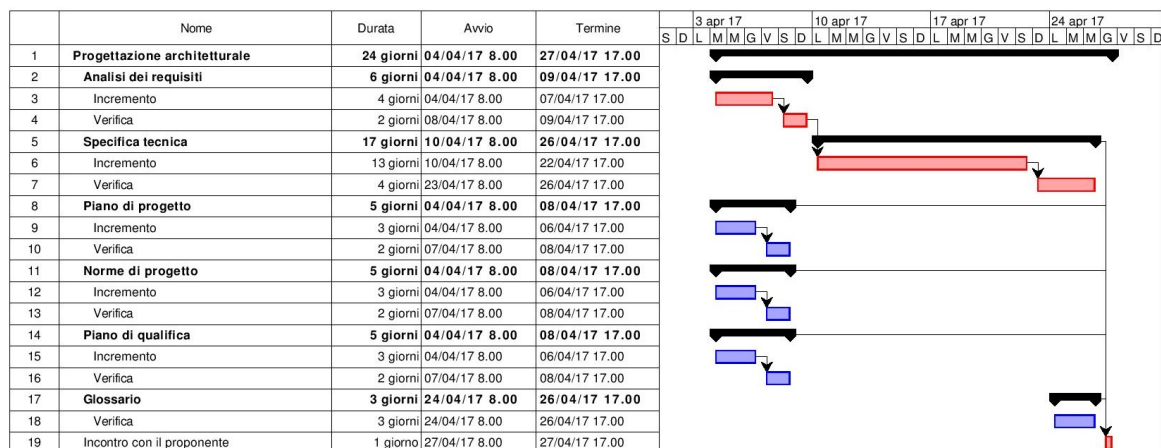 Nome Durata Avvio Termine
3 apr 17 10 apr 17 17 apr 17 24 apr 17
S D L M M G V S D L M M G V S D L M M G V S D L M M G V S D
1 Progettazione architetturale 24 giorni 04/04/17 8.00 27/04/17 17.00
2 Analisi dei requisiti 6 giorni 04/04/17 8.00 09/04/17 17.00
3 Incremento 4 giorni 04/04/17 8.00 07/04/17 17.00
4 Verifica 2 giorni 08/04/17 8.00 09/04/17 17.00
5 Specifica tecnica 17 giorni 10/04/17 8.00 26/04/17 17.00
6 Incremento 13 giorni 10/04/17 8.00 22/04/17 17.00
7 Verifica 4 giorni 23/04/17 8.00 26/04/17 17.00
8 Piano di progetto 5 giorni 04/04/17 8.00 08/04/17 17.00
9 Incremento 3 giorni 04/04/17 8.00 06/04/17 17.00
10 Verifica 2 giorni 07/04/17 8.00 08/04/17 17.00
11 Norme di progetto 5 giorni 04/04/17 8.00 08/04/17 17.00
12 Incremento 3 giorni 04/04/17 8.00 06/04/17 17.00
13 Verifica 2 giorni 07/04/17 8.00 08/04/17 17.00
14 Piano di qualifica 5 giorni 04/04/17 8.00 08/04/17 17.00
15 Incremento 3 giorni 04/04/17 8.00 06/04/17 17.00
16 Verifica 2 giorni 07/04/17 8.00 08/04/17 17.00
17 Glossario 3 giorni 24/04/17 8.00 26/04/17 17.00
18 Verifica 3 giorni 24/04/17 8.00 26/04/17 17.00
19 Incontro con il proponente 1 giorno 27/04/17 8.00 27/04/17 17.00